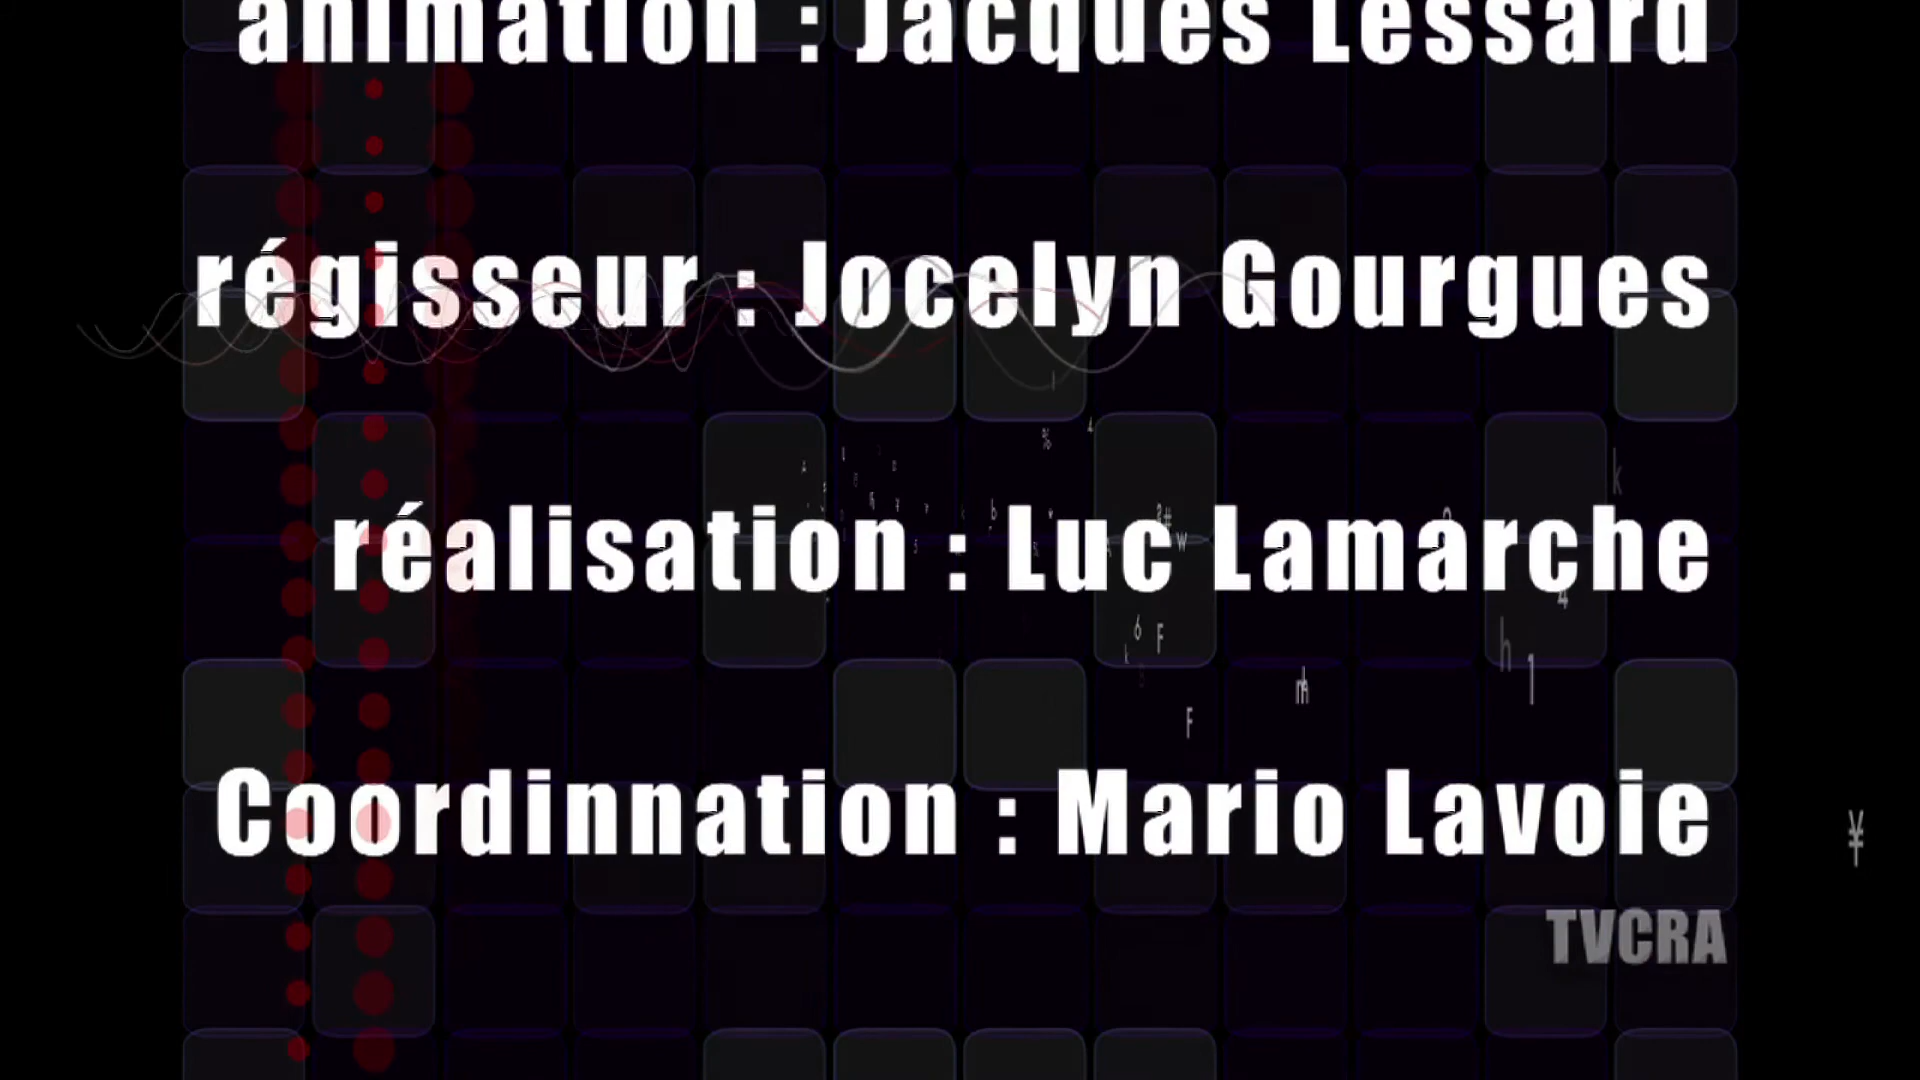 animation : Jacques Lessard
régisseur : Jocelyn Gourgues
réalisation : Luc Lamarche
Coordinnation : Mario Lavoie
TVCRA